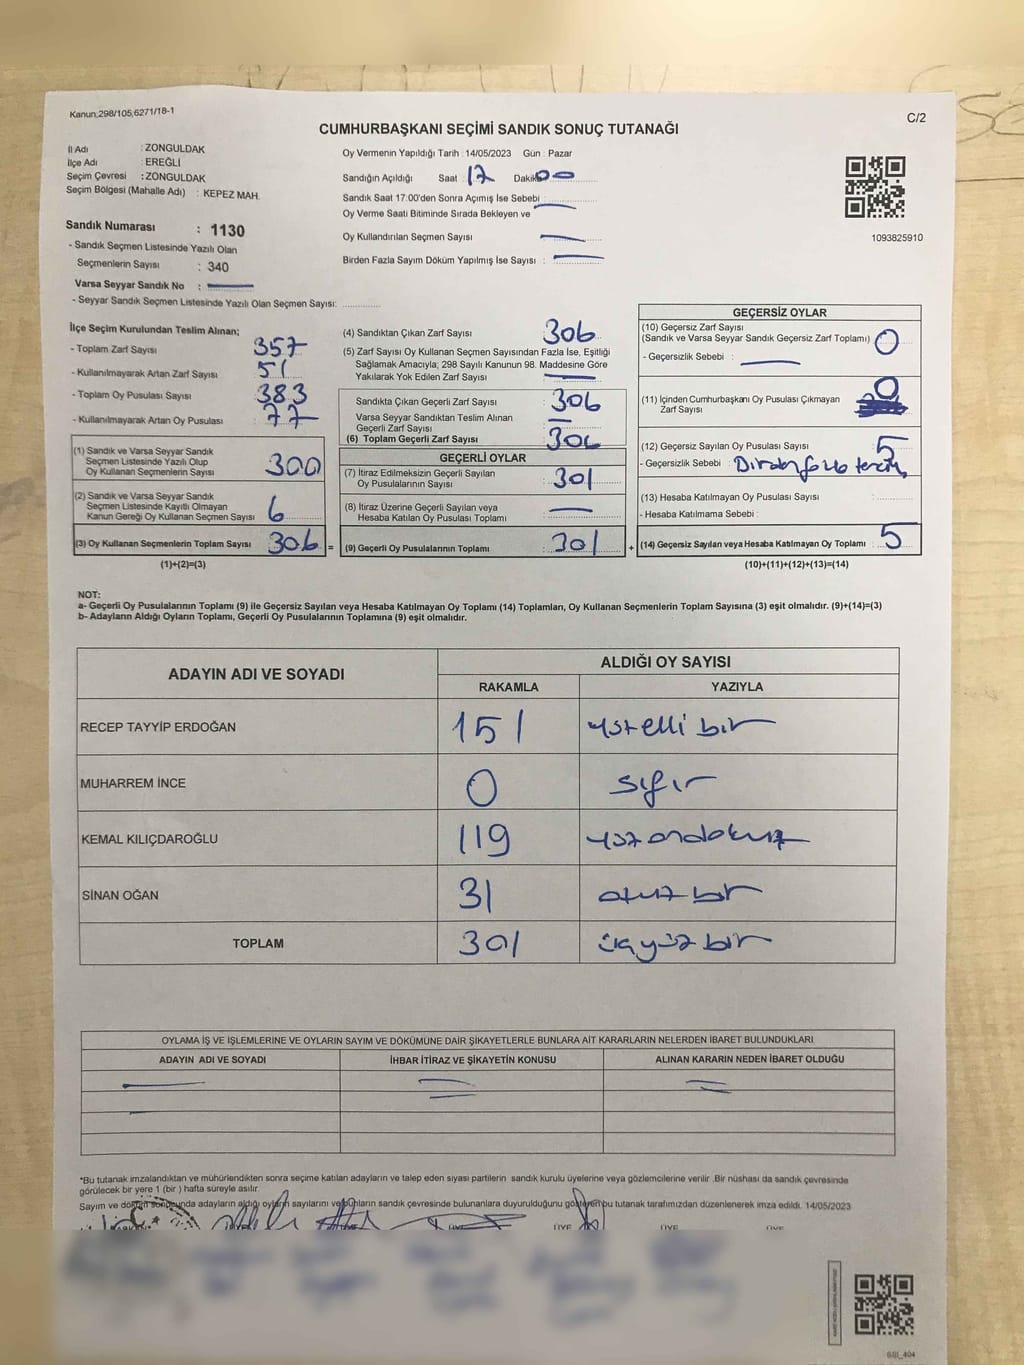 Kanun,298/105,6271/18-1
C/2
CUMHURBAŞKANI SEÇİMİ SANDIK SONUÇ TUTANAĞI
İl Adı : ZONGULDAK
İlçe Adı : EREĞLİ
Seçim Çevresi : ZONGULDAK
Seçim Bölgesi (Mahalle Adı) : KEPEZ MAH.
Oy Vermenin Yapıldığı Tarih :14/05/2023 Gün : Pazar
Sandığın Açıldığı Saat 17 Dakika 00
Sandık Saat 17:00'den Sonra Açımış İse Sebebi
Oy Verme Saati Bitiminde Sırada Bekleyen ve
Oy Kullandırılan Seçmen Sayısı
Birden Fazla Sayım Döküm Yapılmış İse Sayısı :
1093825910
Sandık Numarası : 1130
- Sandık Seçmen Listesinde Yazılı Olan
Seçmenlerin Sayısı : 340
Varsa Seyyar Sandık No :
- Seyyar Sandık Seçmen Listesinde Yazılı Olan Seçmen Sayısı:
İlçe Seçim Kurulundan Teslim Alınan;
- Toplam Zarf Sayısı 357
- Kullanılmayarak Artan Zarf Sayısı 51
- Toplam Oy Pusulası Sayısı 383
- Kullanılmayarak Artan Oy Pusulası 77
(1) Sandık ve Varsa Seyyar Sandık
Seçmen Listesinde Yazılı Olup
Oy Kullanan Seçmenlerin Sayısı 300
(2) Sandık ve Varsa Seyyar Sandık
Seçmen Listesinde Kayıtlı Olmayan
Kanun Gereği Oy Kullanan Seçmen Sayısı 6
(3) Oy Kullanan Seçmenlerin Toplam Sayısı 306 =
(1)+(2)=(3)
(4) Sandıktan Çıkan Zarf Sayısı 306
(5) Zarf Sayısı Oy Kullanan Seçmen Sayısından Fazla İse, Eşitliği
Sağlamak Amacıyla; 298 Sayılı Kanunun 98. Maddesine Göre
Yakılarak Yok Edilen Zarf Sayısı
Sandıkta Çıkan Geçerli Zarf Sayısı : 306
Varsa Seyyar Sandıktan Teslim Alınan
Geçerli Zarf Sayısı :
(6) Toplam Geçerli Zarf Sayısı : 306
GEÇERLİ OYLAR
(7) İtiraz Edilmeksizin Geçerli Sayılan
Oy Pusulalarının Sayısı : 301
(8) İtiraz Üzerine Geçerli Sayılan veya
Hesaba Katılan Oy Pusulası Toplamı
(9) Geçerli Oy Pusulalarının Toplamı : 301 +
GEÇERSİZ OYLAR
(10) Geçersiz Zarf Sayısı
(Sandık ve Varsa Seyyar Sandık Geçersiz Zarf Toplamı) 0
- Geçersizlik Sebebi :
(11) İçinden Cumhurbaşkanı Oy Pusulası Çıkmayan
Zarf Sayısı 0
(12) Geçersiz Sayılan Oy Pusulası Sayısı 5
- Geçersizlik Sebebi : Birden fazla tercih
(13) Hesaba Katılmayan Oy Pusulası Sayısı :
- Hesaba Katılmama Sebebi :
(14) Geçersiz Sayılan veya Hesaba Katılmayan Oy Toplamı : 5
(10)+(11)+(12)+(13)=(14)
NOT:
a- Geçerli Oy Pusulalarının Toplamı (9) ile Geçersiz Sayılan veya Hesaba Katılmayan Oy Toplamı (14) Toplamları, Oy Kullanan Seçmenlerin Toplam Sayısına (3) eşit olmalıdır. (9)+(14)=(3)
b- Adayların Aldığı Oyların Toplamı, Geçerli Oy Pusulalarının Toplamına (9) eşit olmalıdır.
ADAYIN ADI VE SOYADI ALDIĞI OY SAYISI
RAKAMLA YAZIYLA
RECEP TAYYİP ERDOĞAN 151 yüzelli bir
MUHARREM İNCE 0 sıfır
KEMAL KILIÇDAROĞLU 119 yüz ondokuz
SİNAN OĞAN 31 otuz bir
TOPLAM 301 üçyüz bir
OYLAMA İŞ VE İŞLEMLERİNE VE OYLARIN SAYIM VE DÖKÜMÜNE DAİR ŞİKAYETLERLE BUNLARA AİT KARARLARIN NELERDEN İBARET BULUNDUKLARI
ADAYIN ADI VE SOYADI İHBAR İTİRAZ VE ŞİKAYETİN KONUSU ALINAN KARARIN NEDEN İBARET OLDUĞU
*Bu tutanak imzalandıktan ve mühürlendikten sonra seçime katılan adayların ve talep eden siyasi partilerin sandık kurulu üyelerine veya gözlemcilerine verilir .Bir nüshası da sandık çevresinde
görülecek bir yere 1 (bir ) hafta süreyle asılır.
Sayım ve döküm sonucunda adayların aldığı oyların sayılarını ve bunların sandık çevresinde bulunanlara duyurulduğunu gösteren bu tutanak tarafımızdan düzenlenerek imza edildi. 14/05/2023
ÜYE ÜYE ÜYE